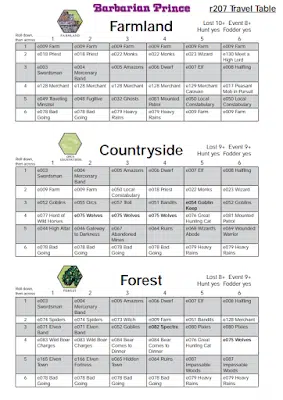 Barbarian Prince
r207 Travel Table
FARMLAND
Farmland
Lost 10+ Event 8+
Hunt yes Fodder yes
Roll down, then across
1 2 3 4 5 6
1 e009 Farm e009 Farm e009 Farm e009 Farm e009 Farm e009 Farm
2 e018 Priest e018 Priest e022 Monks e022 Monks e023 Wizard e130 Meet a High Lord
3 e003 Swordsman e004 Mercenary Band e005 Amazons e006 Dwarf e007 Elf e008 Halfling
4 e128 Merchant e128 Merchant e128 Merchant e128 Merchant e129 Merchant Caravan e017 Peasant Mob in Pursuit
5 e049 Traveling Minstrel e048 Fugitive e032 Ghosts e081 Mounted Patrol e050 Local Constabulary e050 Local Constabulary
6 e078 Bad Going e078 Bad Going e079 Heavy Rains e079 Heavy Rains
COUNTRYSIDE
Countryside
Lost 9+ Event 9+
Hunt yes Fodder yes
Roll down, then across
1 2 3 4 5 6
1 e003 Swordsman e004 Mercenary Band e005 Amazons e006 Dwarf e007 Elf e008 Halfling
2 e009 Farm e009 Farm e050 Local Constabulary e018 Priest e022 Monks e023 Wizard
3 e052 Goblins e055 Orcs e057 Troll e051 Bandits e054 Goblin Keep
4 e077 Herd of Wild Horses e075 Wolves e075 Wolves e075 Wolves e076 Great Hunting Cat e081 Mounted Patrol
5 e044 High Altar e046 Gateway to Darkness e067 Abandoned Mines e064 Ruins e068 Wizards Abode e069 Wounded Warrior
6 e078 Bad Going e078 Bad Going e078 Bad Going e078 Bad Going e079 Heavy Rains e079 Heavy Rains
FOREST
Forest
Lost 8+ Event 9+
Hunt yes Fodder yes
Roll down, then across
1 2 3 4 5 6
1 e003 Swordsman e004 Mercenary Band e005 Amazons e006 Dwarf e007 Elf e008 Halfling
2 e074 Spiders e074 Spiders e073 Witch e009 Farm e051 Bandits e128 Merchant
3 e071 Elven Band e071 Elven Band e052 Goblins e082 Spectre e080 Pixies e080 Pixies
4 e083 Wild Boar Charges e083 Wild Boar Charges e084 Bear Comes to Dinner e084 Bear Comes to Dinner e076 Great Hunting Cat e075 Wolves
5 e165 Elven Town e166 Elven Fortress e065 Hidden Town e064 Ruins e087 Impassable Woods e087 Impassable Woods
6 e078 Bad Going e078 Bad Going e078 Bad Going e078 Bad Going e079 Heavy Rains e079 Heavy Rains